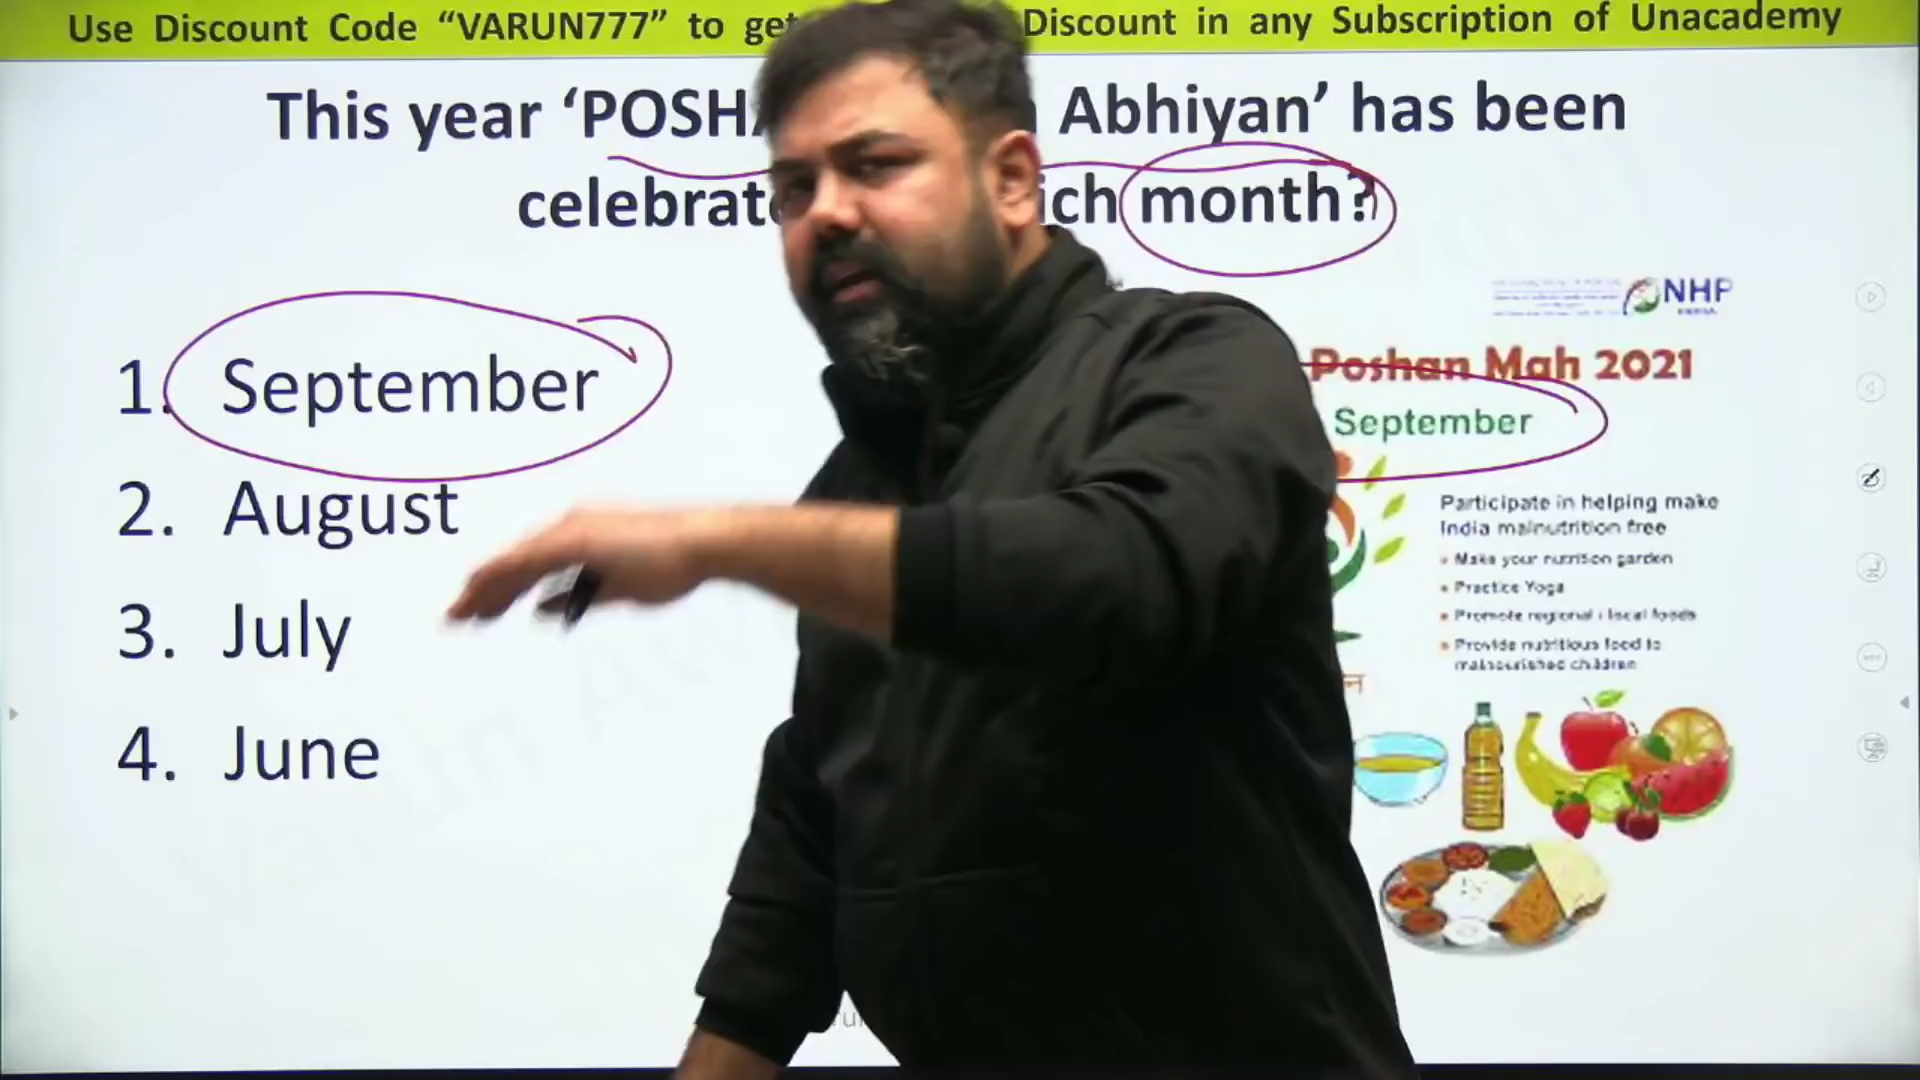 Use Discount Code “VARUN777” to get Discount in any Subscription of Unacademy
This year ‘POSHA Abhiyan’ has been
celebrate ich month?
1. September
2. August
3. July
4. June
NHP
Poshan Mah 2021
September
Participate in helping make
India malnutrition free
Make your nutrition garden
Practice Yoga
Promote regional / local foods
Provide nutritious food to
malnourished children